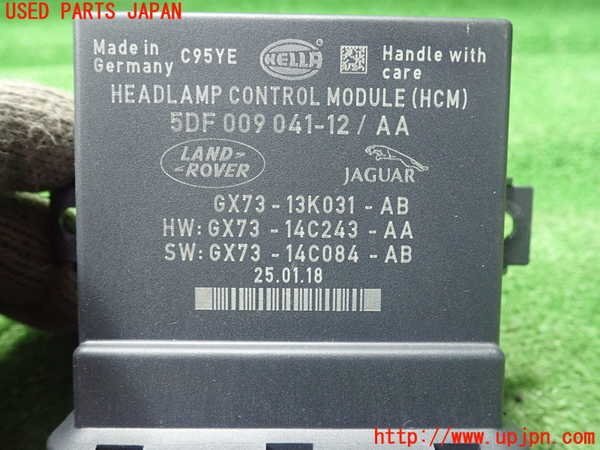 USED PARTS JAPAN
Made in
Germany
C95YE
HELLA
Handle with
care
HEADLAMP CONTROL MODULE (HCM)
5DF 009 041-12 / AA
LAND-
-ROVER
JAGUAR
GX73 - 13K031 - AB
HW: GX73 - 14C243 - AA
SW: GX73 - 14C084 - AB
25.01.18
http://www.upjpn.com/